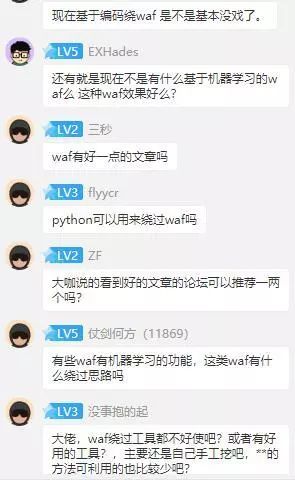 现在基于编码绕waf 是不是基本没戏了。
LV5 EXHades
还有就是现在不是有什么基于机器学习的w
af么 这种waf效果好么?
LV2 三秒
waf有好一点的文章吗
LV3 flyycr
python可以用来绕过waf吗
LV2 ZF
大咖说的看到好的文章的论坛可以推荐一两
个吗?
LV5 仗剑何方（11869）
有些waf有机器学习的功能，这类waf有什
么绕过思路吗
LV3 没事抱的起
大佬，waf绕过工具都不好使吧？或者有好
用的工具？，主要还是自己手工挖吧，**的
方法可利用的也比较少吧?